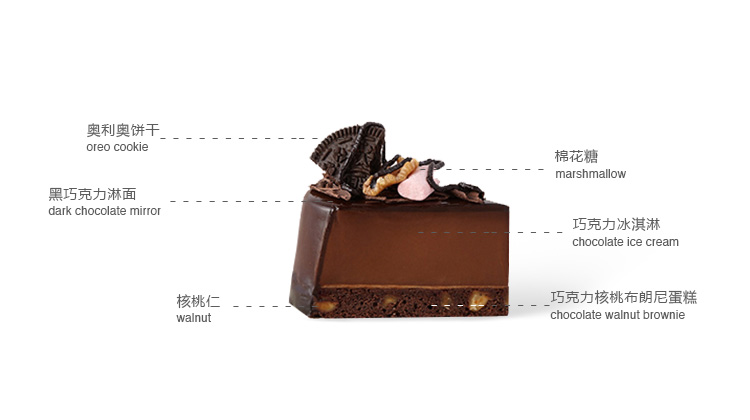 奥利奥饼干
oreo cookie
棉花糖
marshmallow
黑巧克力淋面
dark chocolate mirror
巧克力冰淇淋
chocolate ice cream
核桃仁
walnut
巧克力核桃布朗尼蛋糕
chocolate walnut brownie